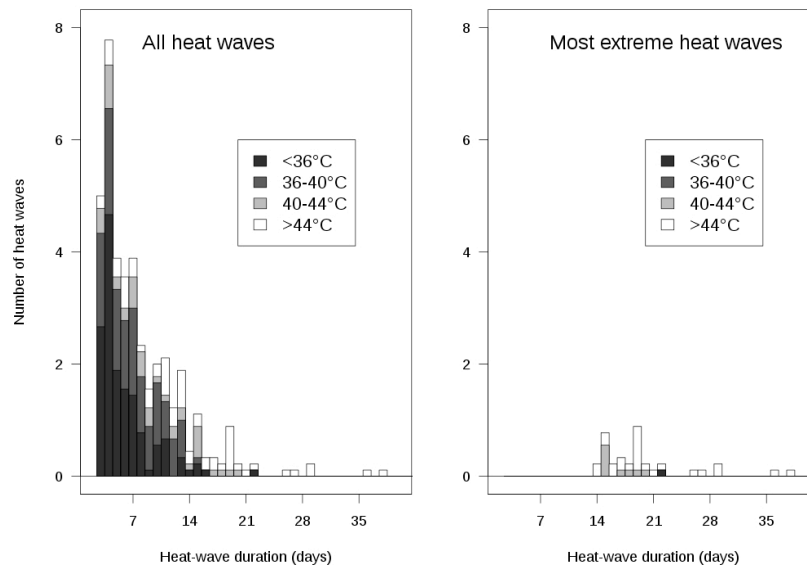 All heat waves
Number of heat waves
8
6
4
2
0
<36°C
36-40°C
40-44°C
>44°C
7 14 21 28 35
Heat-wave duration (days)
Most extreme heat waves
8
6
4
2
0
<36°C
36-40°C
40-44°C
>44°C
7 14 21 28 35
Heat-wave duration (days)